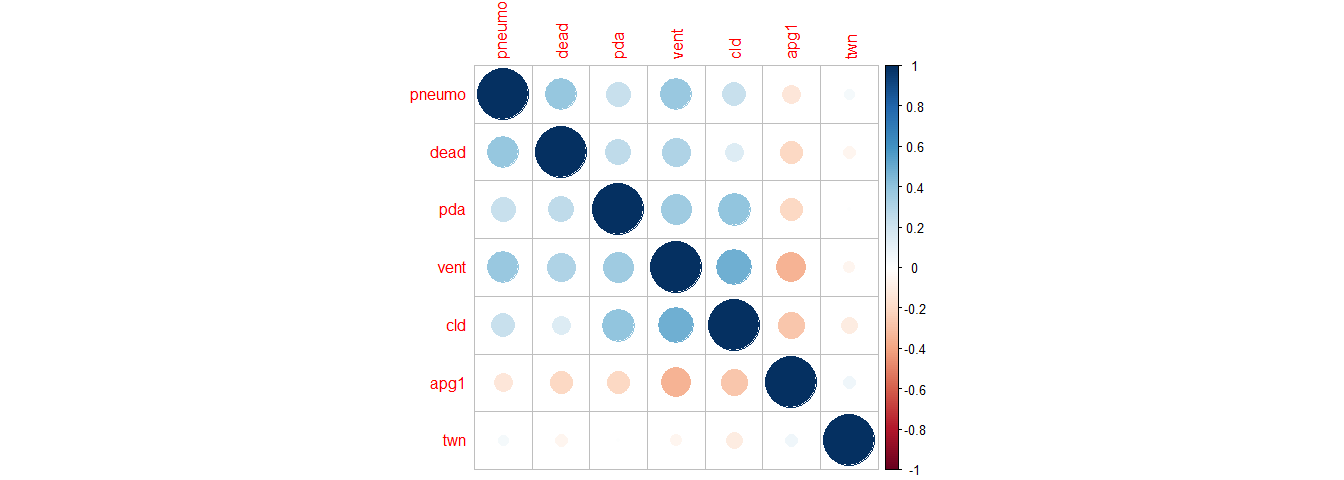 pneumo
dead
pda
vent
cld
apg1
twn
pneumo
dead
pda
vent
cld
apg1
twn
1
0.8
0.6
0.4
0.2
0
-0.2
-0.4
-0.6
-0.8
-1